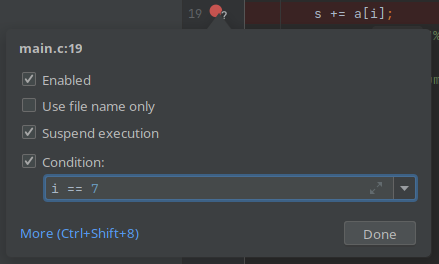 19 ? s += a[i];
main.c:19
Enabled
Use file name only
Suspend execution
Condition:
i == 7
More (Ctrl+Shift+8)
Done